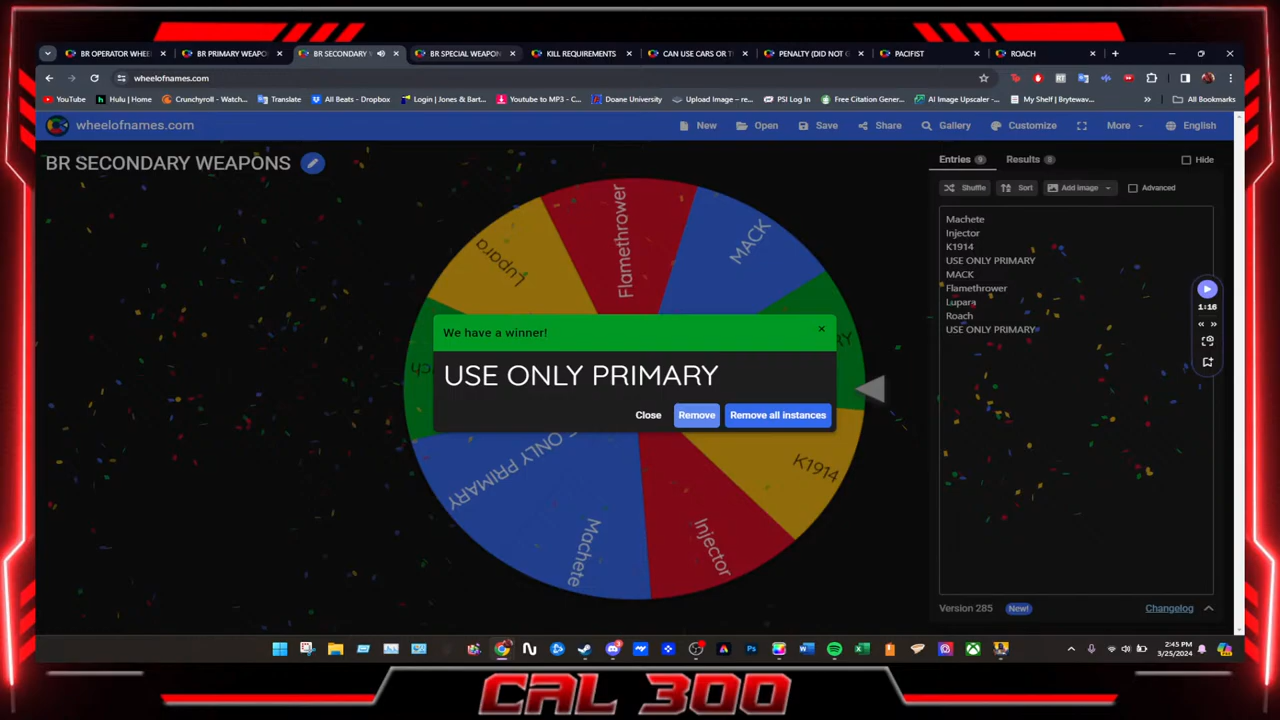 BR OPERATOR WHEE
BR PRIMARY WEAPO
BR SECONDARY
BR SPECIAL WEAPON
KILL REQUIREMENTS
CAN USE CARS OR T
PENALTY (DID NOT
PACIFIST
ROACH
wheelofnames.com
YouTube
Hulu | Home
Crunchyroll - Watch...
Translate
All Beats - Dropbox
Login | Jones & Bart...
Youtube to MP3 - C...
Doane University
Upload Image – re...
PSI Log In
Free Citation Gener...
AI Image Upscaler -...
My Shelf | Brytewav...
All Bookmarks
wheelofnames.com
New
Open
Save
Share
Gallery
Customize
More
English
BR SECONDARY WEAPONS
Entries 9
Results 8
Hide
Shuffle
Sort
Add image
Advanced
Machete
Injector
K1914
USE ONLY PRIMARY
MACK
Flamethrower
Lupara
Roach
USE ONLY PRIMARY
1:16
Lupara
Flamethrower
MACK
K1914
Injector
Machete
ONLY PRIMARY
We have a winner!
USE ONLY PRIMARY
Close
Remove
Remove all instances
Version 285
New!
Changelog
2:45 PM
3/25/2024
CAL 300